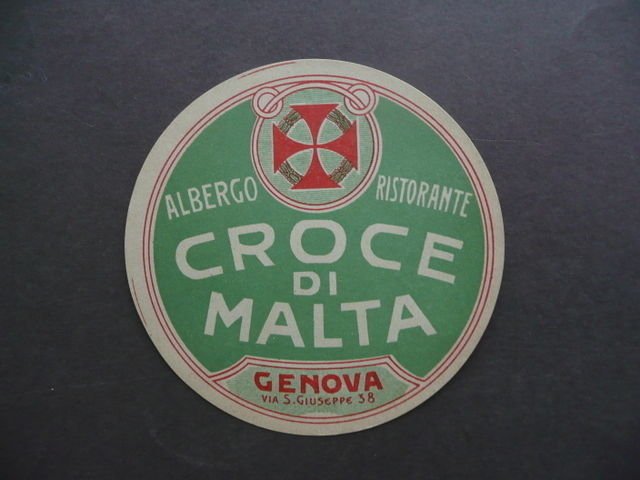 ALBERGO RISTORANTE
CROCE
DI
MALTA
GENOVA
VIA S. GIUSEPPE 38